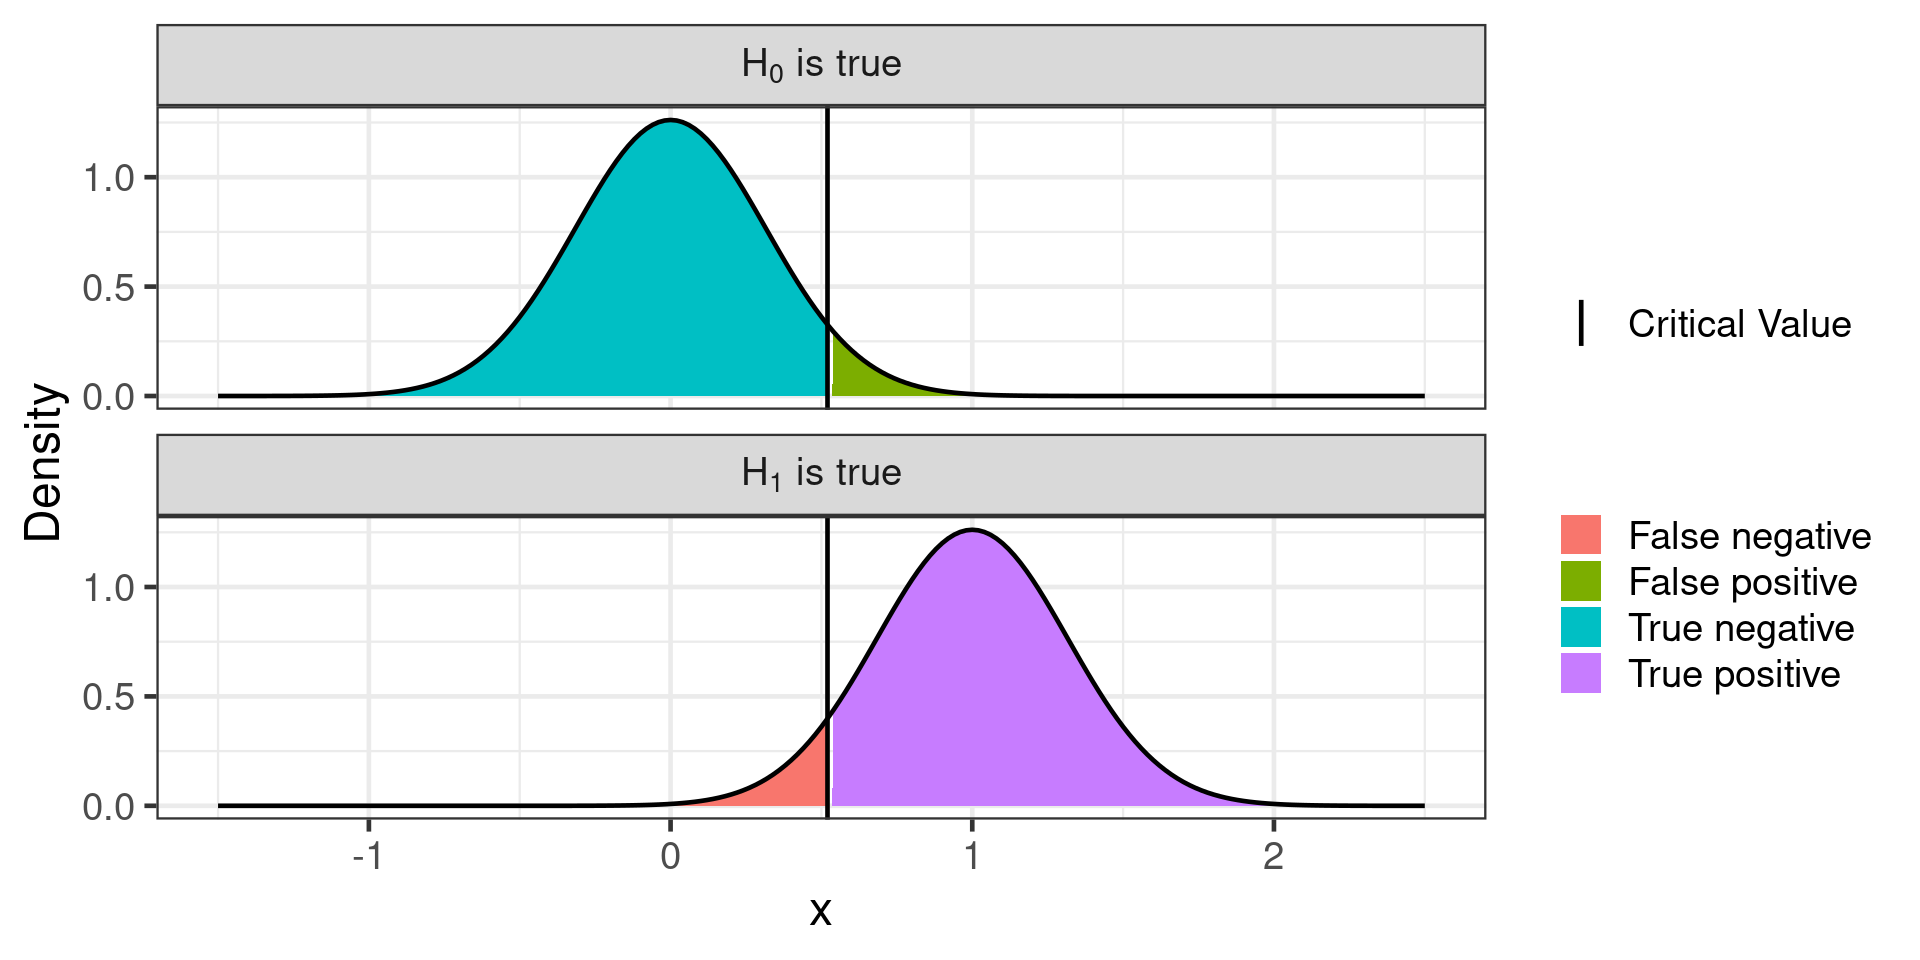 H₀ is true
1.0
0.5
0.0
H₁ is true
1.0
0.5
0.0
-1 0 1 2
x
Density
Critical Value
False negative
False positive
True negative
True positive